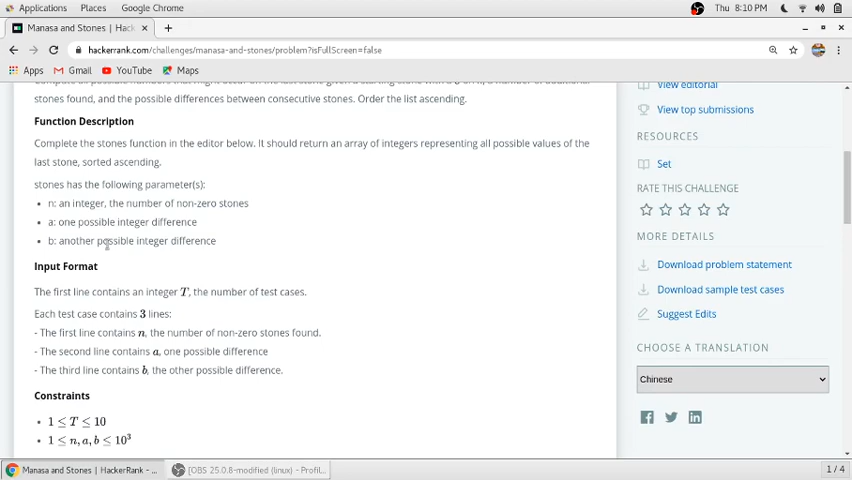 Applications Places Google Chrome Thu 8:10 PM
Manasa and Stones | Hack
hackerrank.com/challenges/manasa-and-stones/problem?isFullScreen=false
Apps Gmail YouTube Maps
stones found, and the possible differences between consecutive stones. Order the list ascending.
Function Description
Complete the stones function in the editor below. It should return an array of integers representing all possible values of the
last stone, sorted ascending.
stones has the following parameter(s):
• n: an integer, the number of non-zero stones
• a: one possible integer difference
• b: another possible integer difference
Input Format
The first line contains an integer T, the number of test cases.
Each test case contains 3 lines:
- The first line contains n, the number of non-zero stones found.
- The second line contains a, one possible difference
- The third line contains b, the other possible difference.
Constraints
• 1 ≤ T ≤ 10
• 1 ≤ n, a, b ≤ 10³
View editorial
View top submissions
RESOURCES
Set
RATE THIS CHALLENGE
MORE DETAILS
Download problem statement
Download sample test cases
Suggest Edits
CHOOSE A TRANSLATION
Chinese
Manasa and Stones | HackerRank - ...
[OBS 25.0.8-modified (linux) - Profil...
1 / 4